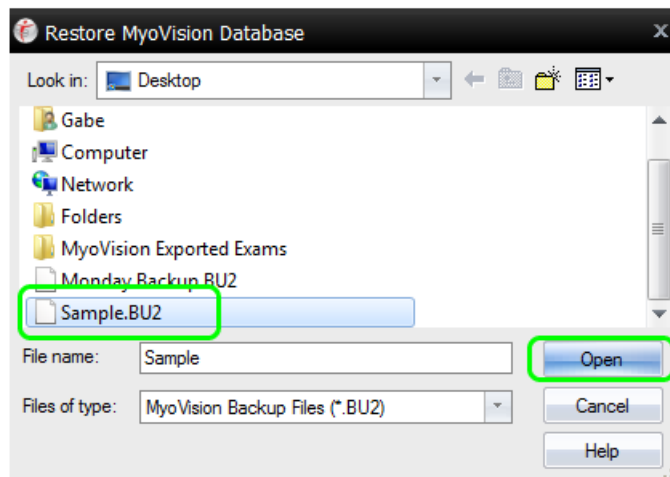 Restore MyoVision Database
x
Look in: Desktop
Gabe
Computer
Network
Folders
MyoVision Exported Exams
Monday Backup.BU2
Sample.BU2
File name: Sample Open
Files of type: MyoVision Backup Files (*.BU2) Cancel
Help